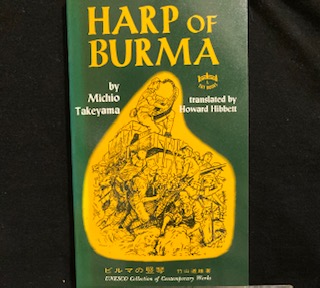 HARP OF
BURMA
by
Michio
Takeyama
translated by
Howard Hibbett
ビルマの竪琴 竹山道雄著
UNESCO Collection of Contemporary Works